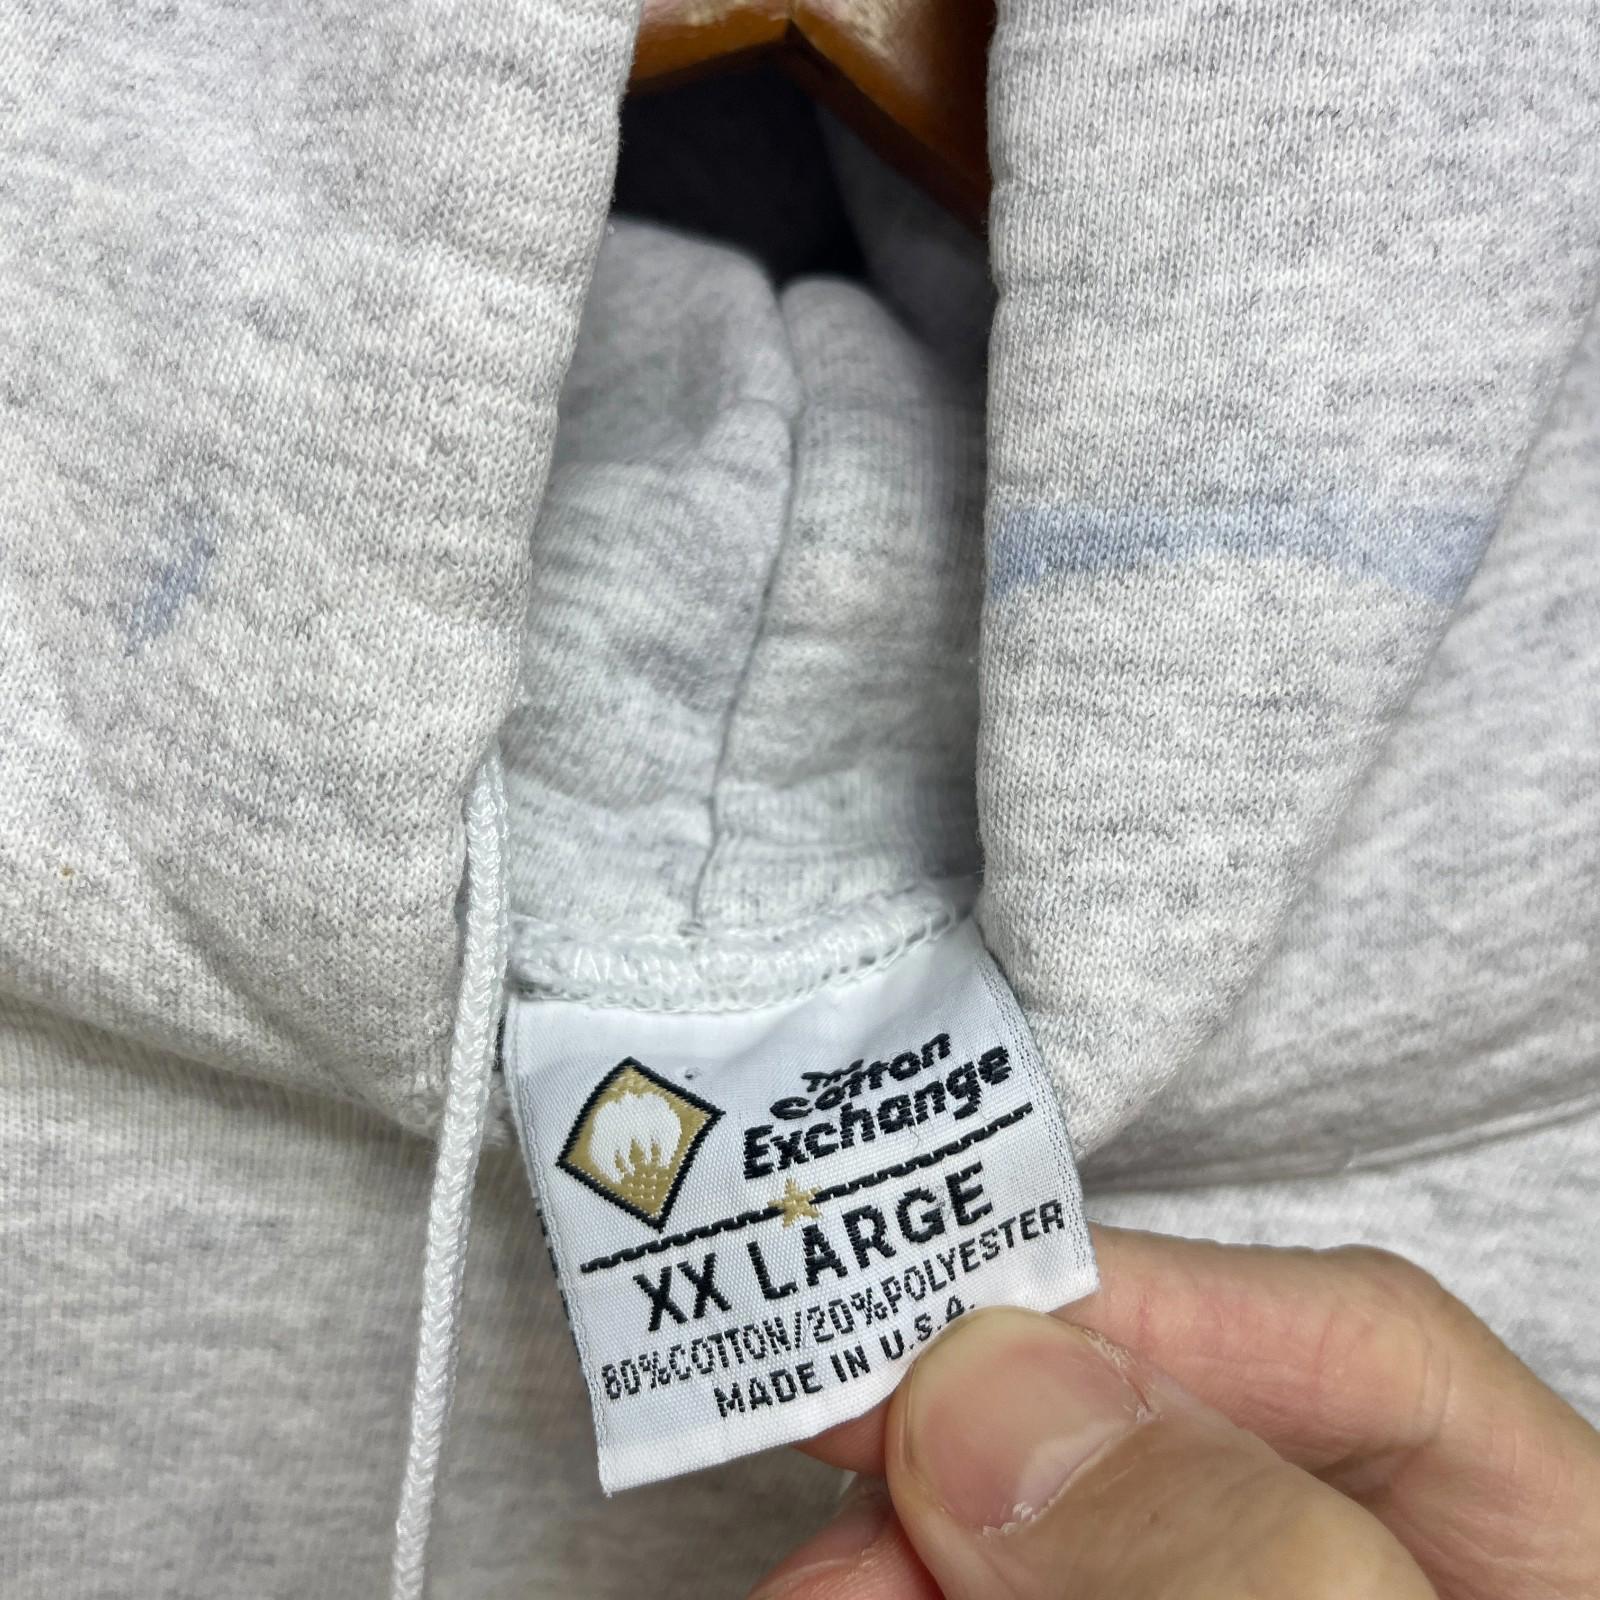 The
Cotton
Exchange
XX LARGE
80%COTTON/20%POLYESTER
MADE IN U.S.A.